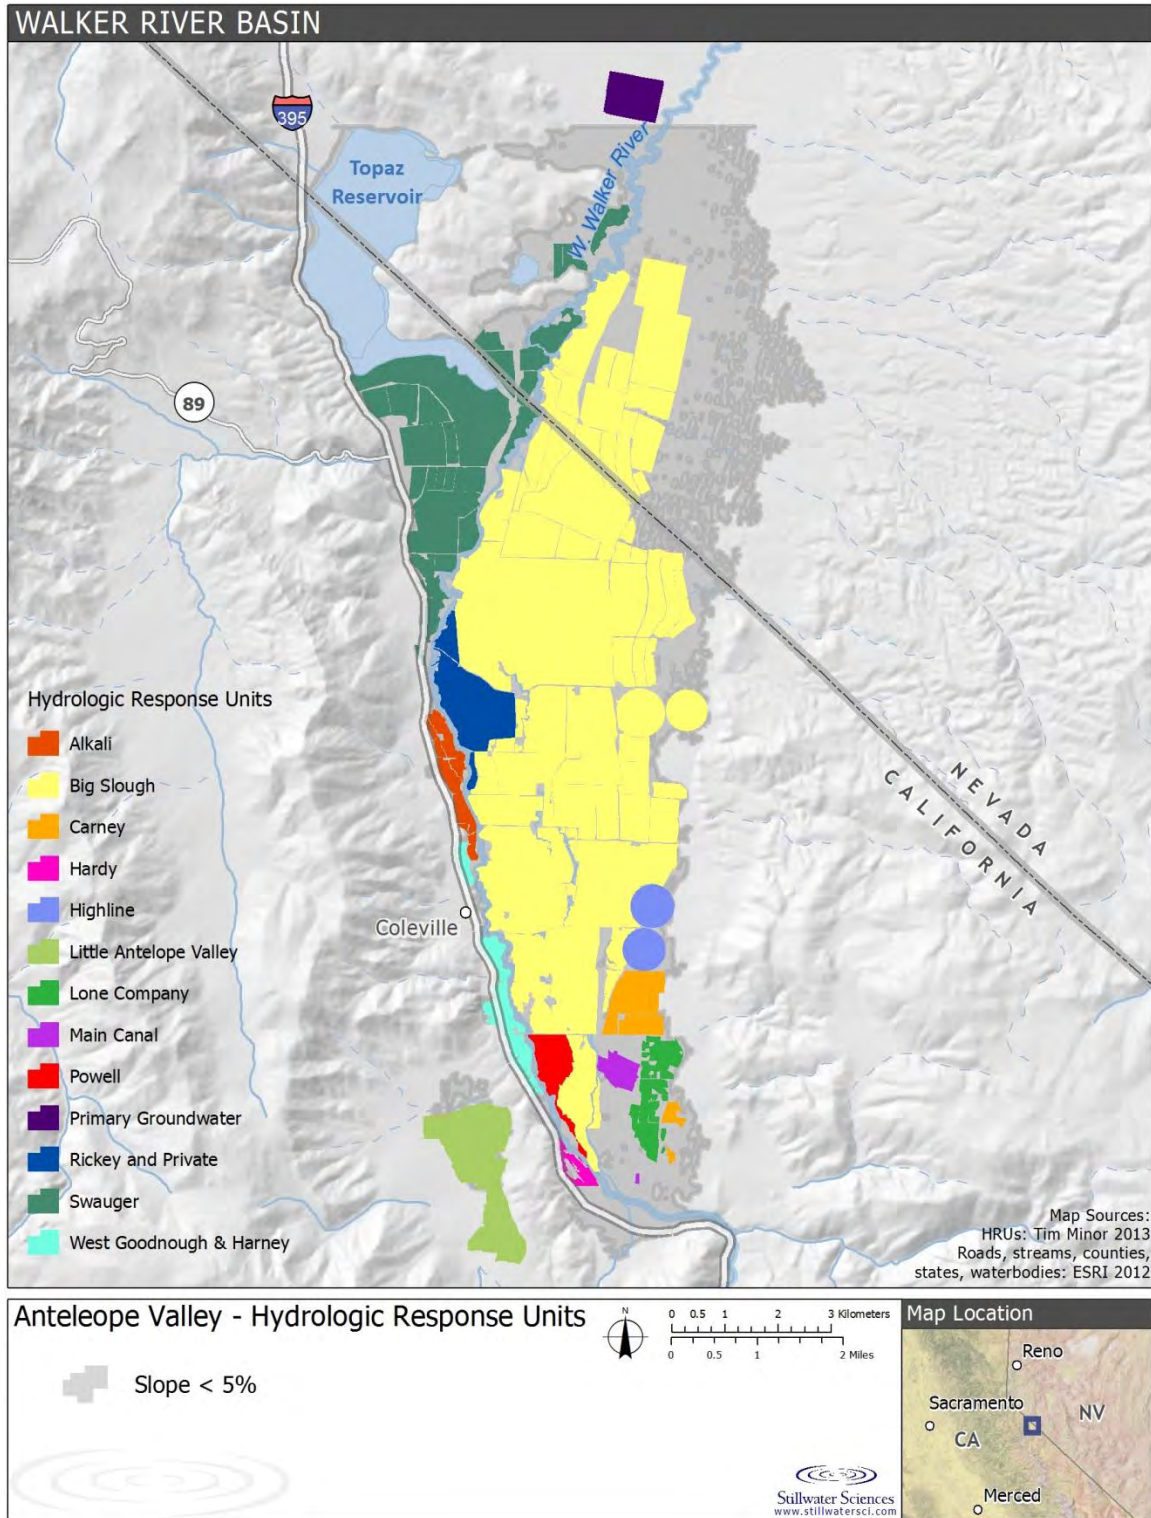 WALKER RIVER BASIN
395
Topaz
Reservoir
W. Walker River
89
NEVADA
CALIFORNIA
Coleville
Hydrologic Response Units
Alkali
Big Slough
Carney
Hardy
Highline
Little Antelope Valley
Lone Company
Main Canal
Powell
Primary Groundwater
Rickey and Private
Swauger
West Goodnough & Harney
Map Sources:
HRUs: Tim Minor 2013
Roads, streams, counties,
states, waterbodies: ESRI 2012
Anteleope Valley - Hydrologic Response Units
Slope < 5%
N
0 0.5 1 2 3 Kilometers
0 0.5 1 2 Miles
Stillwater Sciences
www.stillwatersci.com
Map Location
Reno
Sacramento
NV
CA
Merced